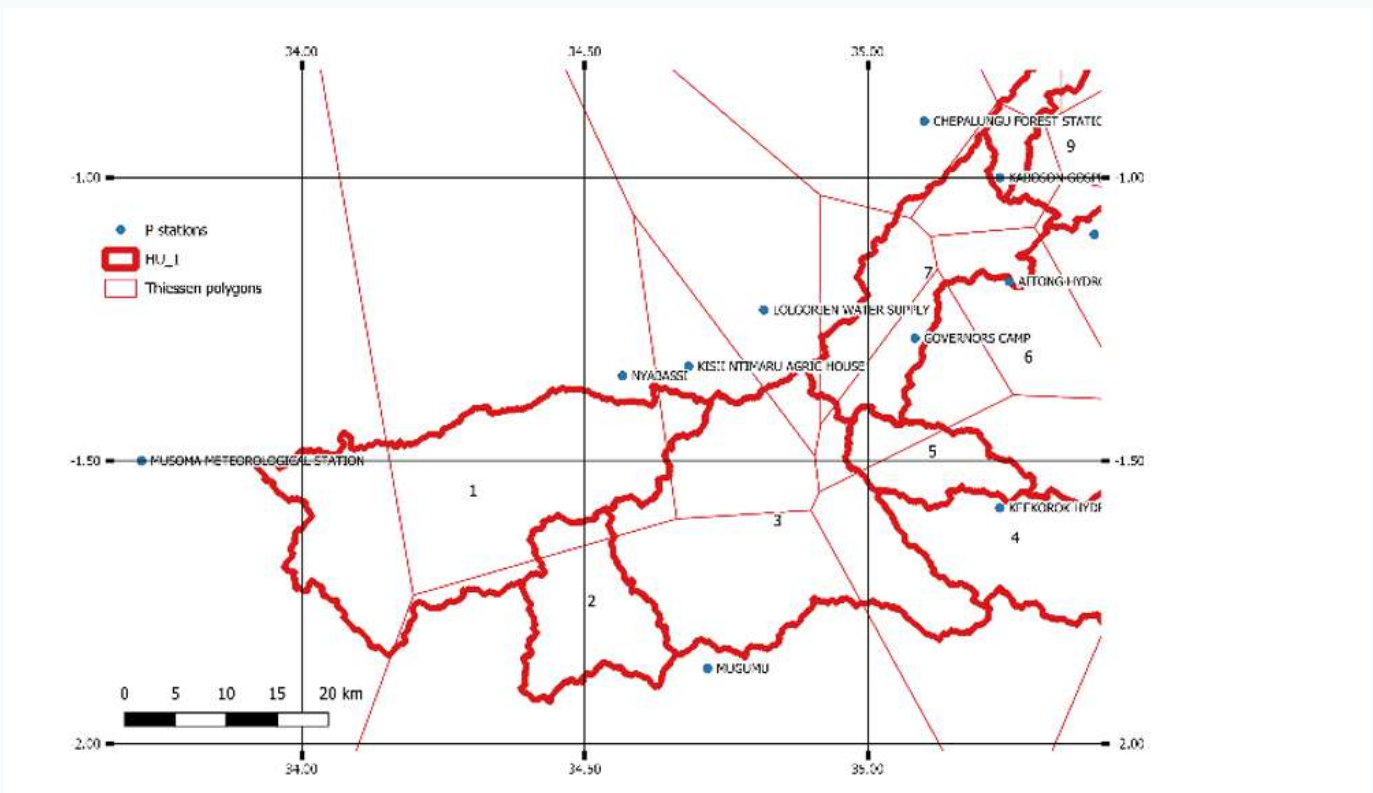 34.00 34.50 35.00
CHEPALUNGU FOREST STATIC
9
-1.00 KABOSON GOSP -1.00
P stations
HU_1
7
AITONG HYDRO
Thiessen polygons
LOLGORIEN WATER SUPPLY
GOVERNORS CAMP
6
KISII NTIMARU AGRIC HOUSE
NYABASSI
5
-1.50 MUSOMA METEOROLOGICAL STATION -1.50
1
KEEKOROK HYDR
3
4
2
MUGUMU
0 5 10 15 20 km
-2.00 -2.00
34.00 34.50 35.00